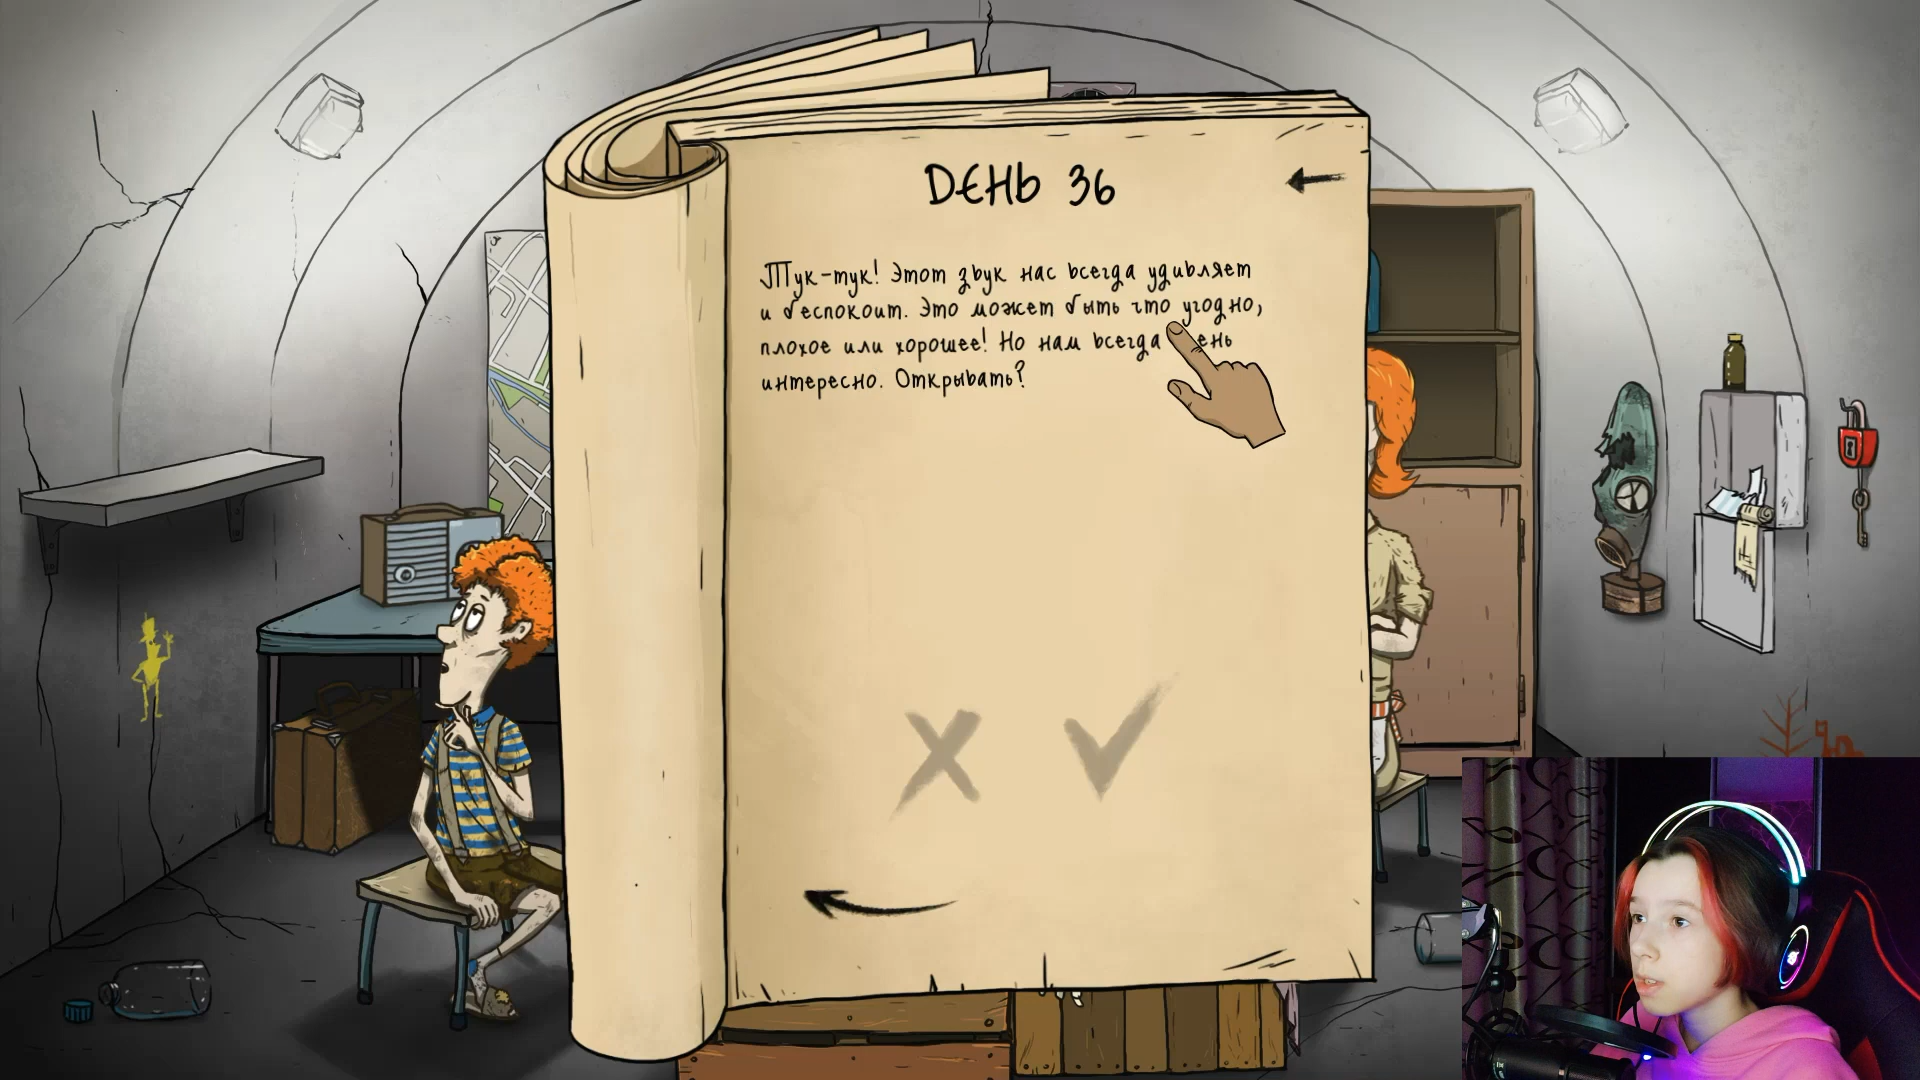 ДЕНЬ 36
Тук-тук! Этот звук нас всегда удивляет
и беспокоит. Это может быть что угодно,
плохое или хорошее! Но нам всегда
интересно. Открывать?